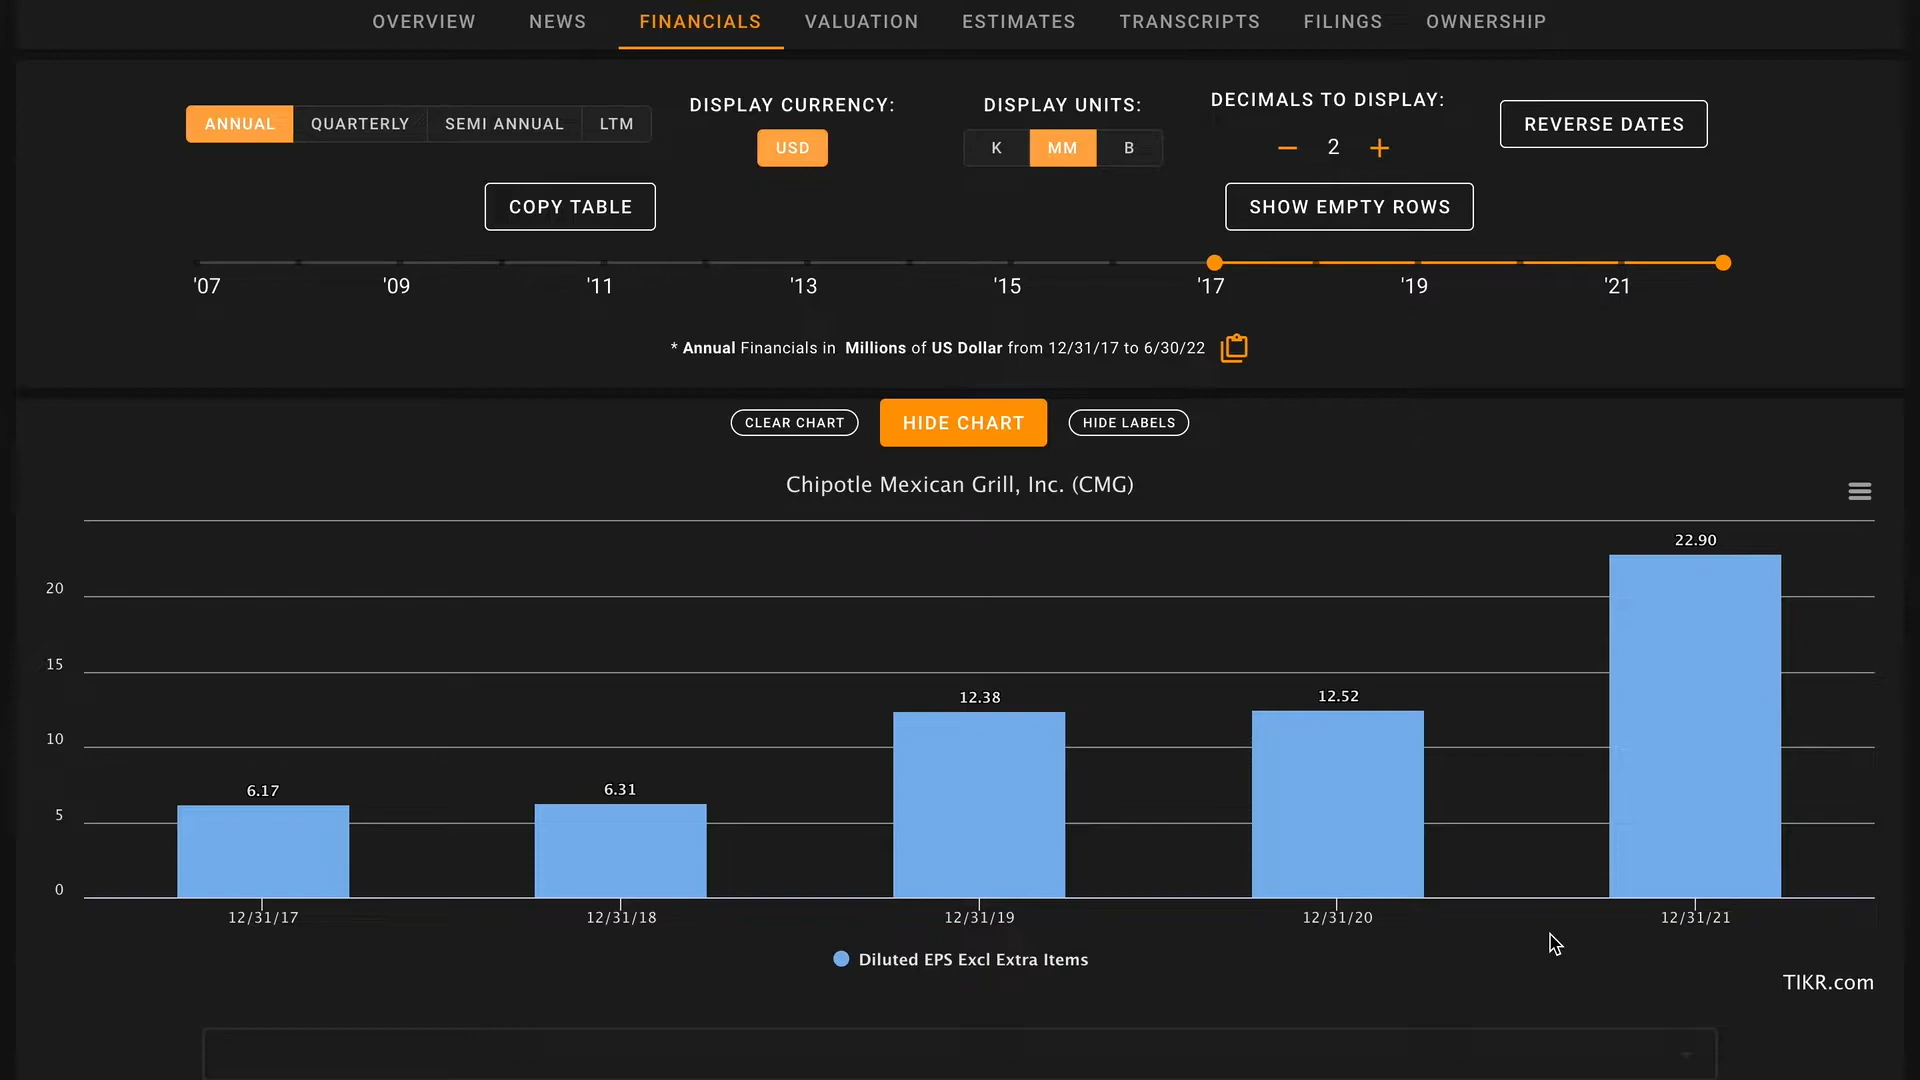 OVERVIEW NEWS FINANCIALS VALUATION ESTIMATES TRANSCRIPTS FILINGS OWNERSHIP
ANNUAL QUARTERLY SEMI ANNUAL LTM
DISPLAY CURRENCY:
USD
DISPLAY UNITS:
K MM B
DECIMALS TO DISPLAY:
− 2 +
REVERSE DATES
COPY TABLE
SHOW EMPTY ROWS
'07 '09 '11 '13 '15 '17 '19 '21
* Annual Financials in Millions of US Dollar from 12/31/17 to 6/30/22
CLEAR CHART HIDE CHART HIDE LABELS
Chipotle Mexican Grill, Inc. (CMG)
22.90
20
15
12.38 12.52
10
6.17 6.31
5
0
12/31/17 12/31/18 12/31/19 12/31/20 12/31/21
Diluted EPS Excl Extra Items
TIKR.com